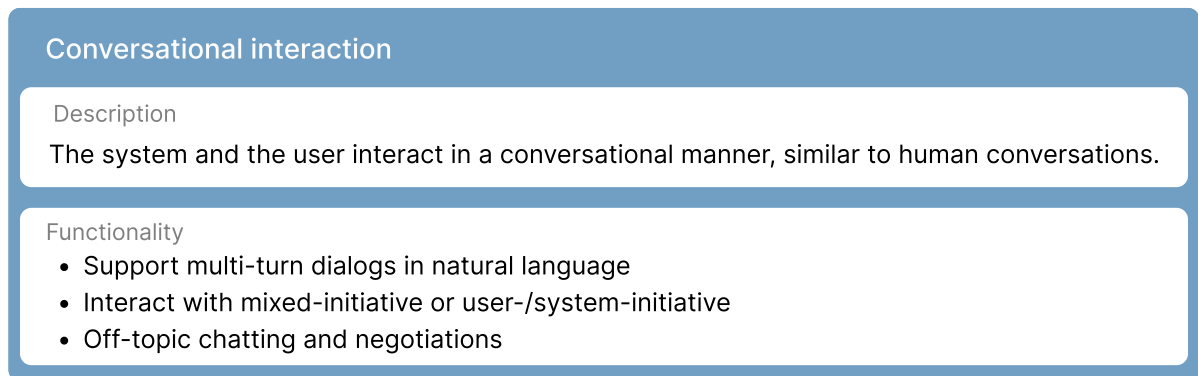 Conversational interaction
Description
The system and the user interact in a conversational manner, similar to human conversations.
Functionality
• Support multi-turn dialogs in natural language
• Interact with mixed-initiative or user-/system-initiative
• Off-topic chatting and negotiations